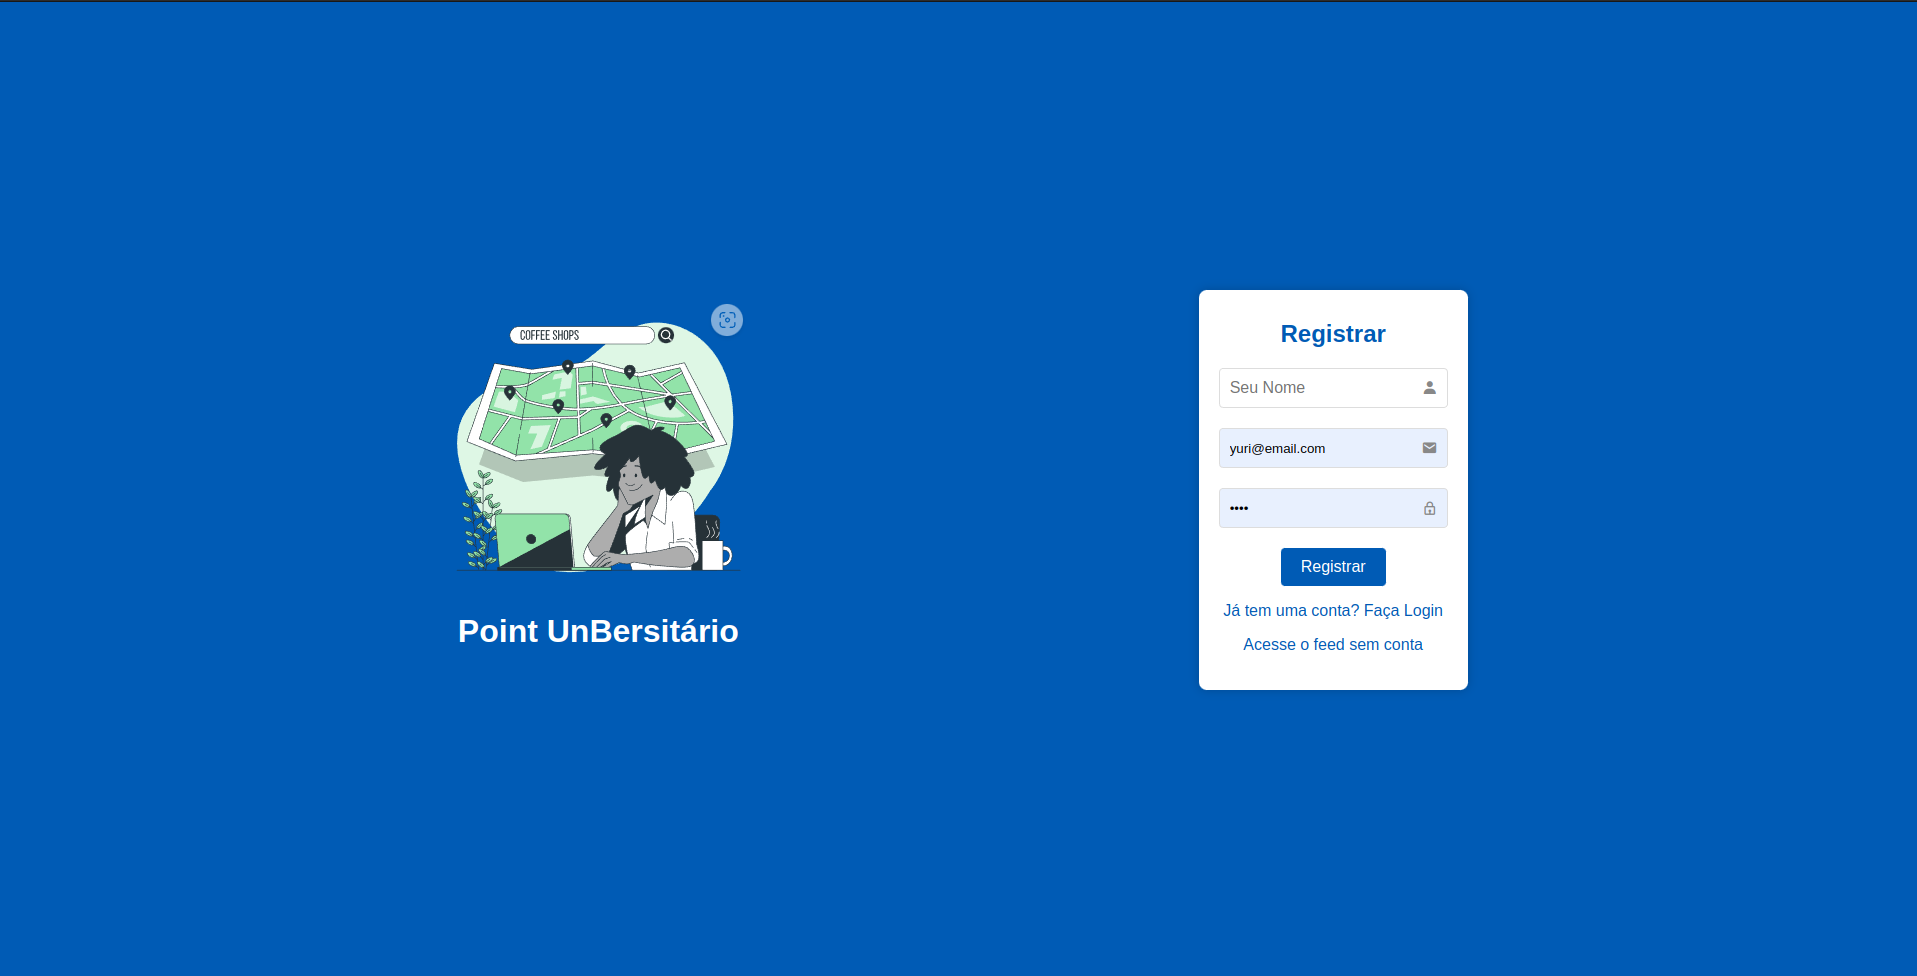 COFFEE SHOPS
Point UnBersitário
Registrar
Seu Nome
yuri@email.com
••••
Registrar
Já tem uma conta? Faça Login
Acesse o feed sem conta